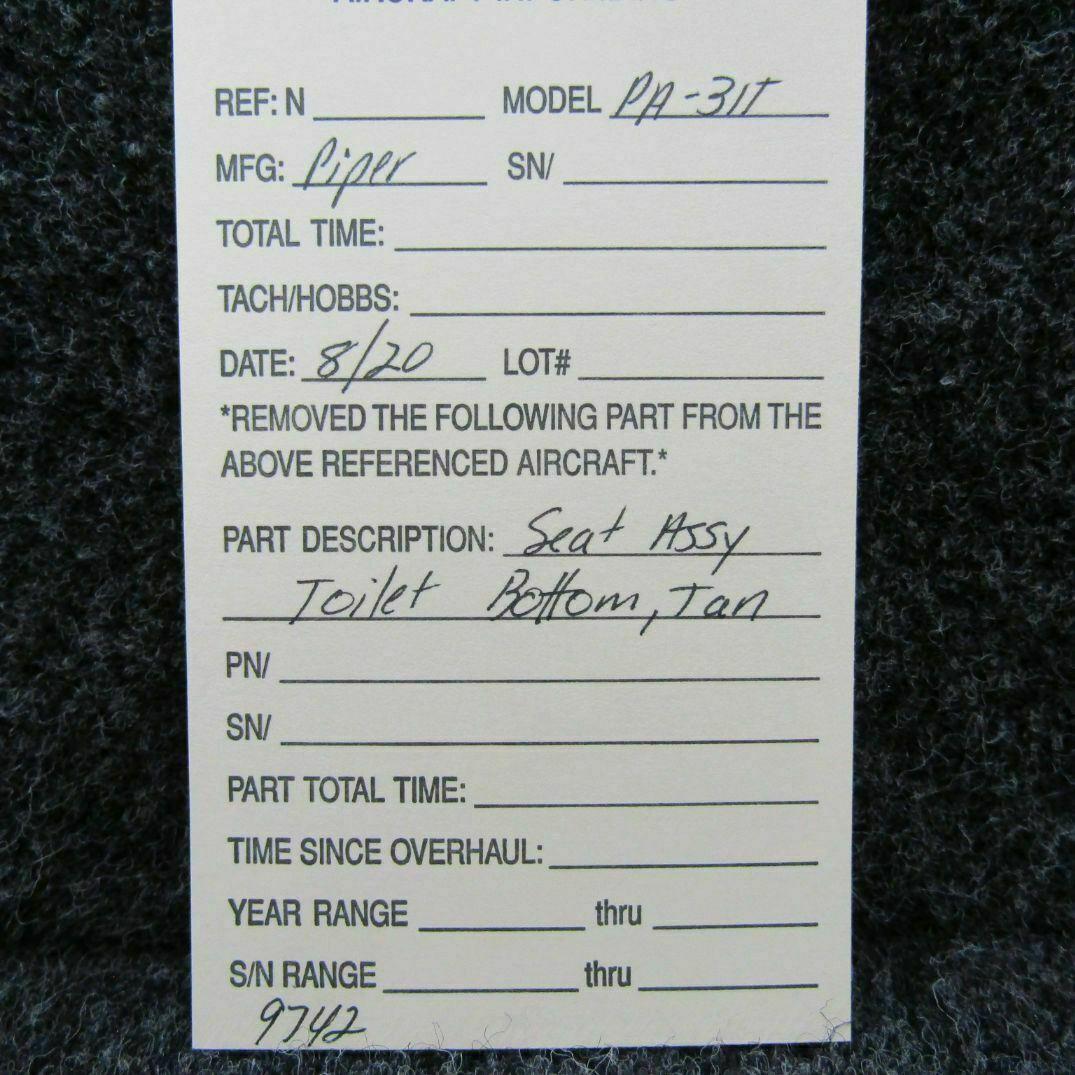 REF: N MODEL PA-31T
MFG: Piper SN/
TOTAL TIME:
TACH/HOBBS:
DATE: 8/20 LOT#
*REMOVED THE FOLLOWING PART FROM THE
ABOVE REFERENCED AIRCRAFT.*
PART DESCRIPTION: Seat Assy
Toilet Bottom, Tan
PN/
SN/
PART TOTAL TIME:
TIME SINCE OVERHAUL:
YEAR RANGE thru
S/N RANGE thru
9742